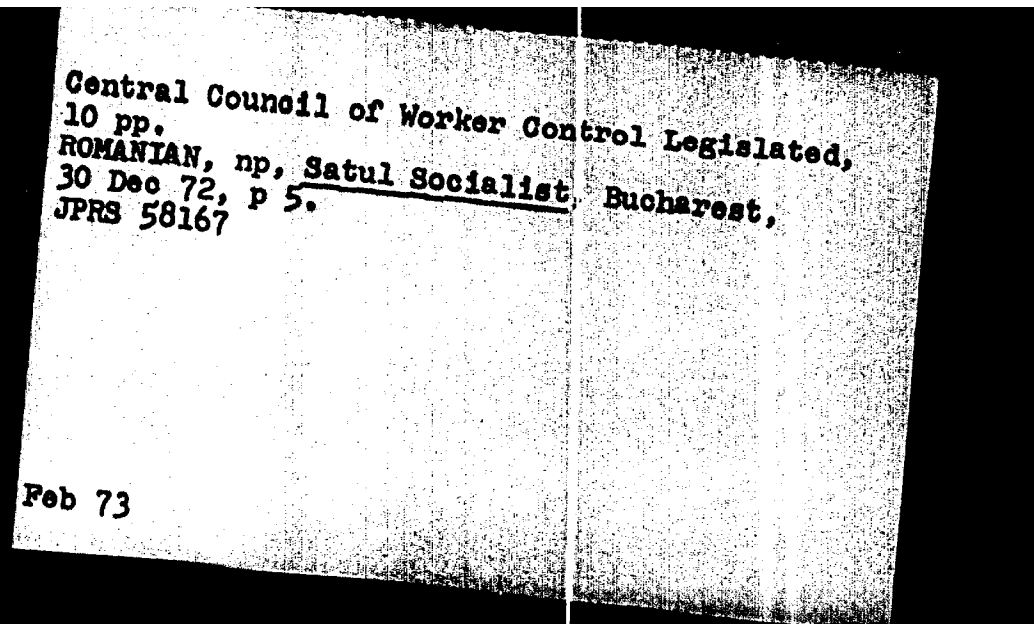 Central Council of Worker Control Legislated,
10 pp.
ROMANIAN, np, Satul Socialist, Bucharest,
30 Dec 72, p 5.
JPRS 58167
Feb 73